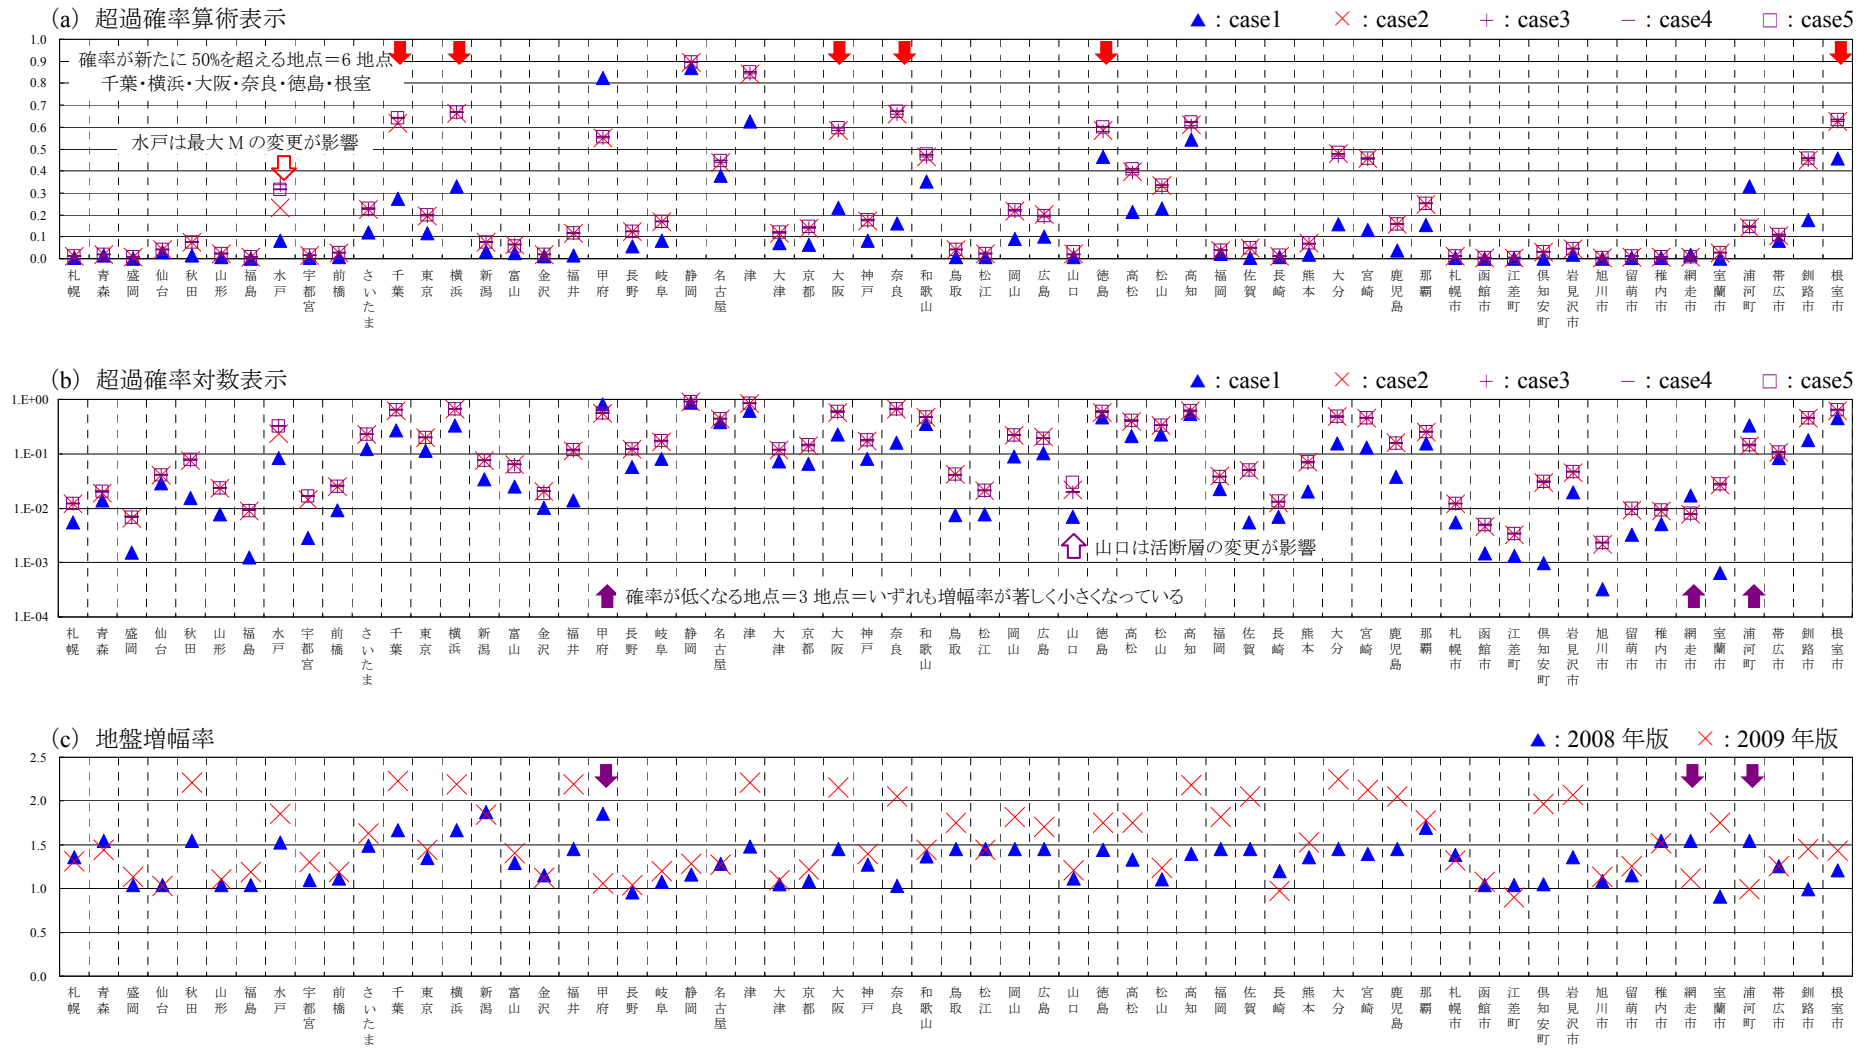 (a) 超過確率算術表示
▲ : case1 × : case2 + : case3 − : case4 □ : case5
1.0
0.9
0.8
0.7
0.6
0.5
0.4
0.3
0.2
0.1
0.0
確率が新たに 50%を超える地点=6 地点
千葉・横浜・大阪・奈良・徳島・根室
水戸は最大 M の変更が影響
札幌 青森 盛岡 仙台 秋田 山形 福島 水戸 宇都宮 前橋 さいたま 千葉 東京 横浜 新潟 富山 金沢 福井 甲府 長野 岐阜 静岡 名古屋 津 大津 京都 大阪 神戸 奈良 和歌山 鳥取 松江 岡山 広島 山口 徳島 高松 松山 高知 福岡 佐賀 長崎 熊本 大分 宮崎 鹿児島 那覇 札幌市 函館市 江差町 倶知安町 岩見沢市 旭川市 留萌市 稚内市 網走市 室蘭市 浦河町 帯広市 釧路市 根室市
(b) 超過確率対数表示
▲ : case1 × : case2 + : case3 − : case4 □ : case5
1.E+00
1.E-01
1.E-02
1.E-03
1.E-04
山口は活断層の変更が影響
確率が低くなる地点=3 地点=いずれも増幅率が著しく小さくなっている
札幌 青森 盛岡 仙台 秋田 山形 福島 水戸 宇都宮 前橋 さいたま 千葉 東京 横浜 新潟 富山 金沢 福井 甲府 長野 岐阜 静岡 名古屋 津 大津 京都 大阪 神戸 奈良 和歌山 鳥取 松江 岡山 広島 山口 徳島 高松 松山 高知 福岡 佐賀 長崎 熊本 大分 宮崎 鹿児島 那覇 札幌市 函館市 江差町 倶知安町 岩見沢市 旭川市 留萌市 稚内市 網走市 室蘭市 浦河町 帯広市 釧路市 根室市
(c) 地盤増幅率
▲ : 2008 年版 × : 2009 年版
2.5
2.0
1.5
1.0
0.5
0.0
札幌 青森 盛岡 仙台 秋田 山形 福島 水戸 宇都宮 前橋 さいたま 千葉 東京 横浜 新潟 富山 金沢 福井 甲府 長野 岐阜 静岡 名古屋 津 大津 京都 大阪 神戸 奈良 和歌山 鳥取 松江 岡山 広島 山口 徳島 高松 松山 高知 福岡 佐賀 長崎 熊本 大分 宮崎 鹿児島 那覇 札幌市 函館市 江差町 倶知安町 岩見沢市 旭川市 留萌市 稚内市 網走市 室蘭市 浦河町 帯広市 釧路市 根室市